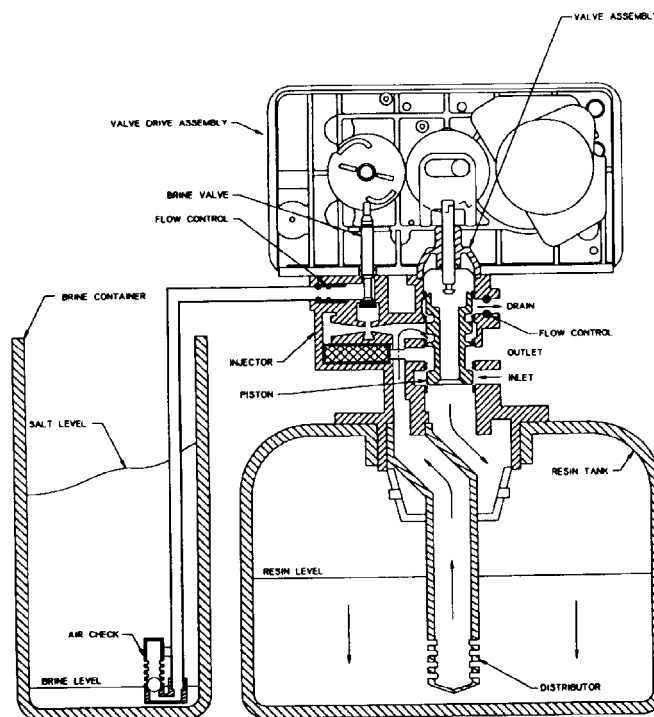 VALVE ASSEMBLY
VALVE DRIVE ASSEMBLY
BRINE VALVE
FLOW CONTROL
BRINE CONTAINER
DRAIN
FLOW CONTROL
INJECTOR
OUTLET
PISTON
INLET
SALT LEVEL
RESIN TANK
RESIN LEVEL
AIR CHECK
BRINE LEVEL
DISTRIBUTOR